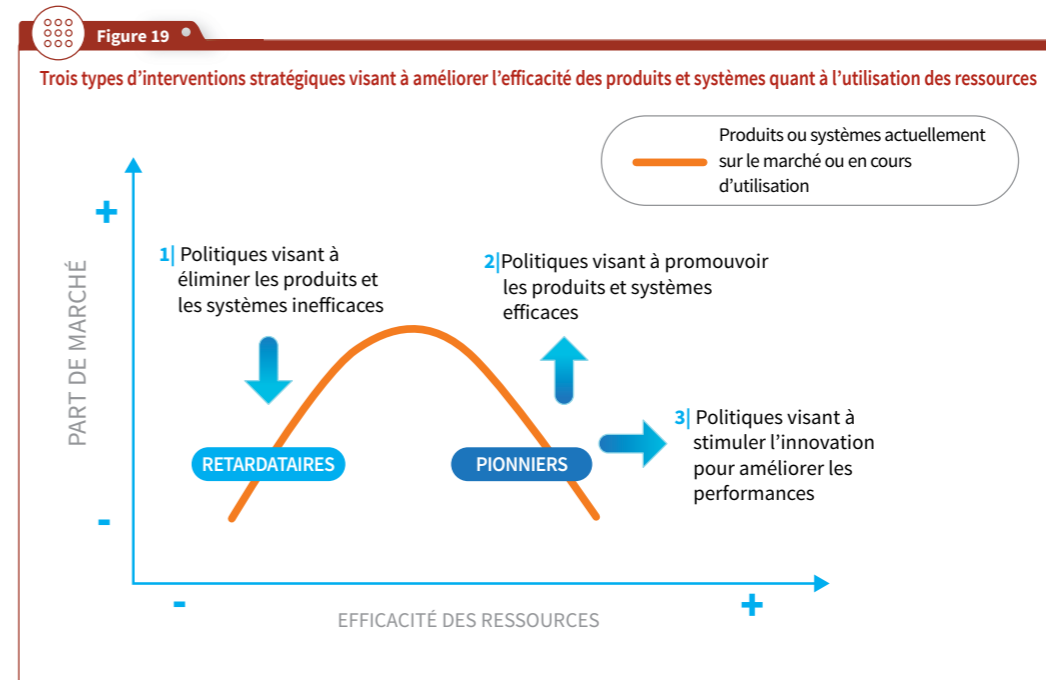 Figure 19
Trois types d’interventions stratégiques visant à améliorer l’efficacité des produits et systèmes quant à l’utilisation des ressources
Produits ou systèmes actuellement
sur le marché ou en cours
d’utilisation
+
PART DE MARCHÉ
-
1| Politiques visant à
éliminer les produits et
les systèmes inefficaces
2|Politiques visant à promouvoir
les produits et systèmes
efficaces
3| Politiques visant à
stimuler l’innovation
pour améliorer les
performances
RETARDATAIRES
PIONNIERS
-
EFFICACITÉ DES RESSOURCES
+